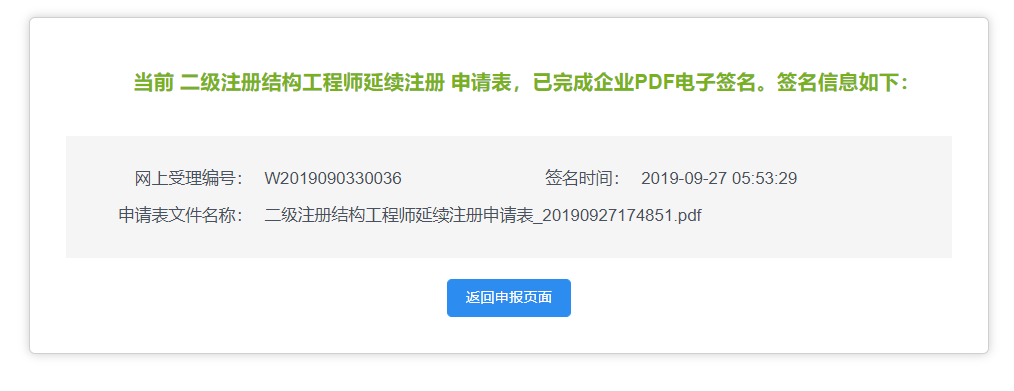 当前 二级注册结构工程师延续注册 申请表，已完成企业PDF电子签名。签名信息如下：
网上受理编号： W2019090330036 签名时间： 2019-09-27 05:53:29
申请表文件名称： 二级注册结构工程师延续注册申请表_20190927174851.pdf
返回申报页面